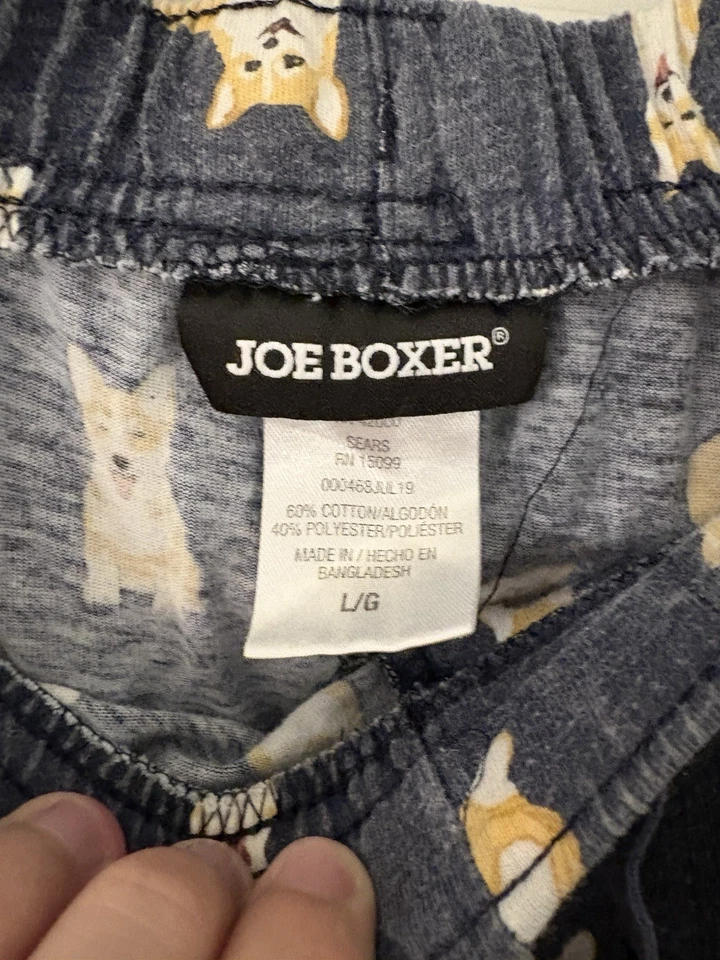 JOE BOXER®
SEARS
RN 15099
000468JUL19
60% COTTON/ALGODÓN
40% POLYESTER/POLIÉSTER
MADE IN / HECHO EN
BANGLADESH
L/G